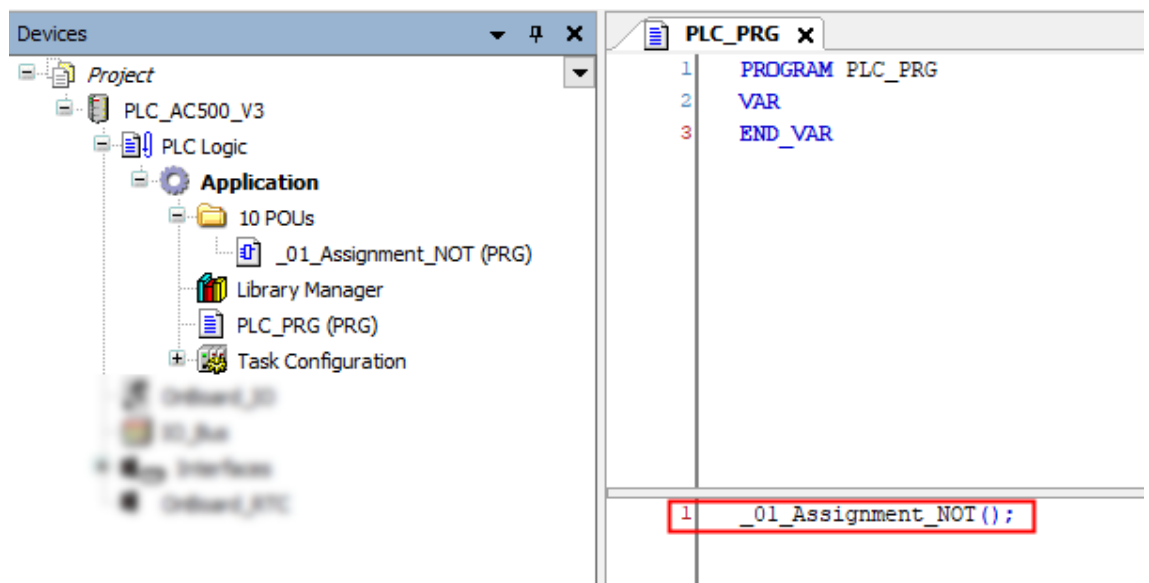 Devices
Project
PLC_AC500_V3
PLC Logic
Application
10 POUs
_01_Assignment_NOT (PRG)
Library Manager
PLC_PRG (PRG)
Task Configuration
PLC_PRG
1 PROGRAM PLC_PRG
2 VAR
3 END_VAR
1 _01_Assignment_NOT();